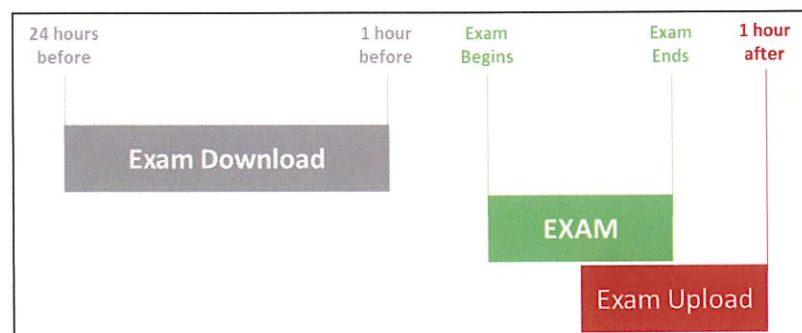 24 hours
before
1 hour
before
Exam
Begins
Exam
Ends
1 hour
after
Exam Download
EXAM
Exam Upload